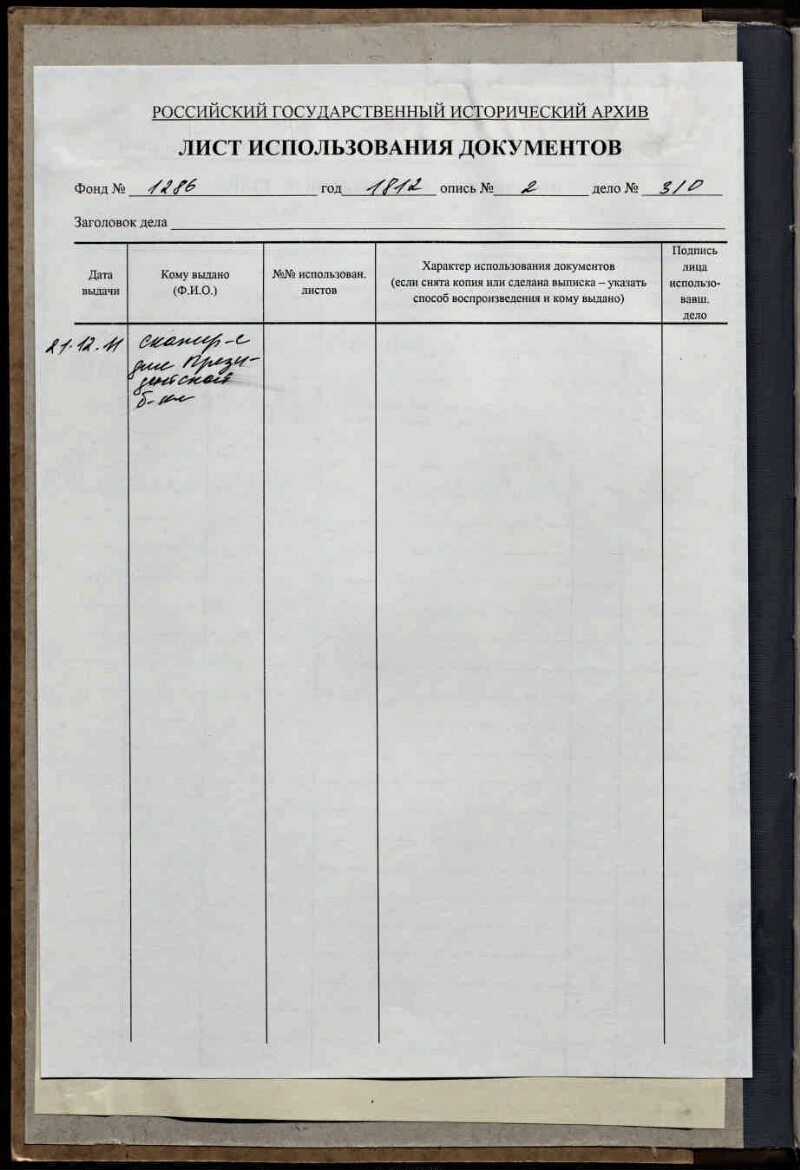 РОССИЙСКИЙ ГОСУДАРСТВЕННЫЙ ИСТОРИЧЕСКИЙ АРХИВ
ЛИСТ ИСПОЛЬЗОВАНИЯ ДОКУМЕНТОВ
Фонд № 1286 год 1812 опись № 2 дело № 310
Заголовок дела
Дата
выдачи
Кому выдано
(Ф.И.О.)
№№ использован.
листов
Характер использования документов
(если снята копия или сделана выписка – указать
способ воспроизведения и кому выдано)
Подпись
лица
использо-
вавш.
дело
21.12.11
сканир-е
для Прези-
дентской
б-ки